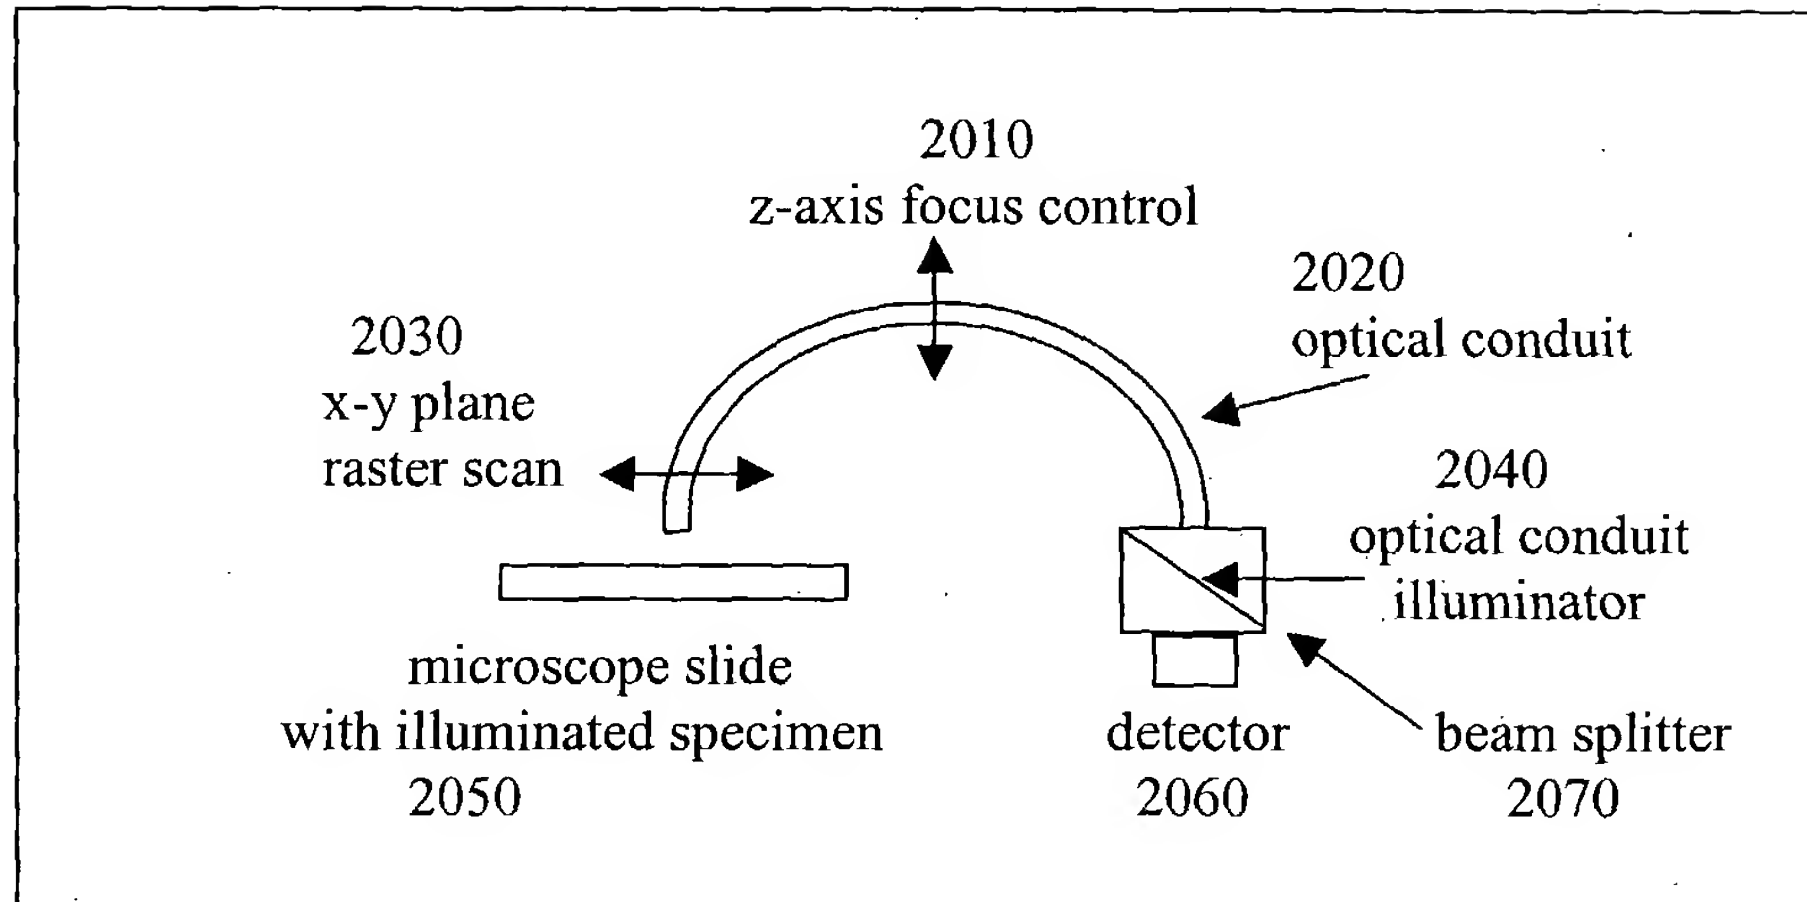 2010
z-axis focus control
2020
optical conduit
2030
x-y plane
raster scan
2040
optical conduit
illuminator
microscope slide
with illuminated specimen
2050
detector
2060
beam splitter
2070